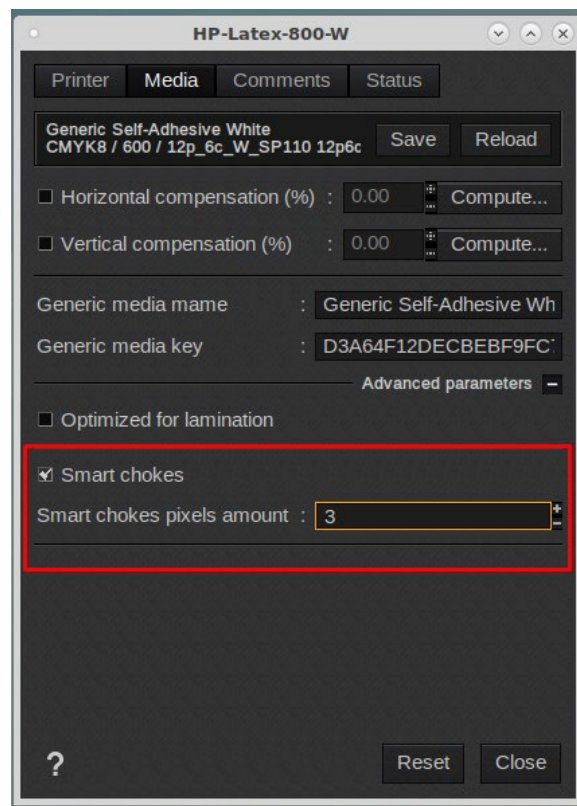 HP-Latex-800-W
Printer Media Comments Status
Generic Self-Adhesive White
CMYK8 / 600 / 12p_6c_W_SP110 12p6c
Save Reload
Horizontal compensation (%) : 0.00 Compute...
Vertical compensation (%) : 0.00 Compute...
Generic media mame : Generic Self-Adhesive Wh
Generic media key : D3A64F12DECBEBF9FC7
Advanced parameters
Optimized for lamination
Smart chokes
Smart chokes pixels amount : 3
? Reset Close